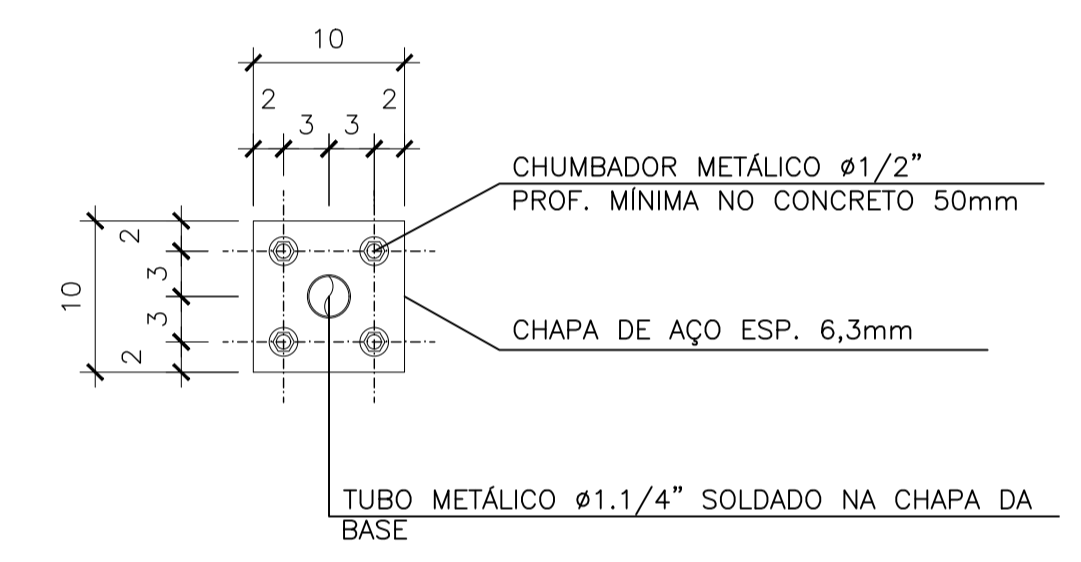 10
2 2
3 3
CHUMBADOR METÁLICO ø1/2”
PROF. MÍNIMA NO CONCRETO 50mm
2
3
10
3
2
CHAPA DE AÇO ESP. 6,3mm
TUBO METÁLICO ø1.1/4” SOLDADO NA CHAPA DA
BASE